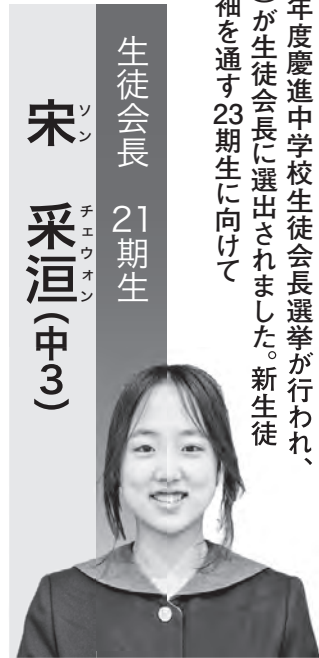 年度慶進中学校生徒会長選挙が行われ、
)が生徒会長に選出されました。新生徒
袖を通す23期生に向けて
生徒会長 21期生
宋 采洹(中3)
ソン チェウォン